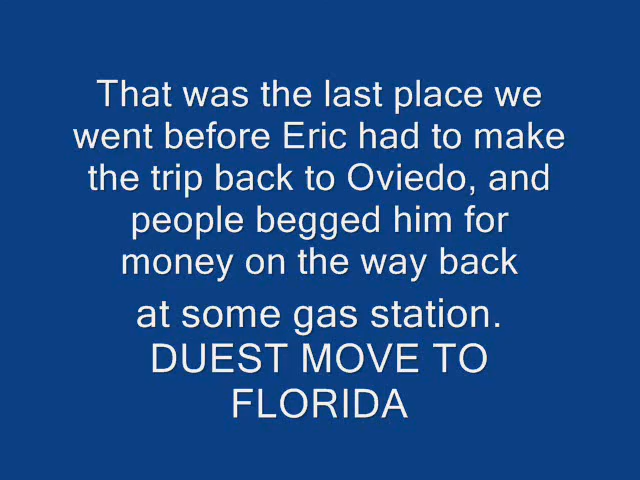 That was the last place we
went before Eric had to make
the trip back to Oviedo, and
people begged him for
money on the way back
at some gas station.
DUEST MOVE TO
FLORIDA